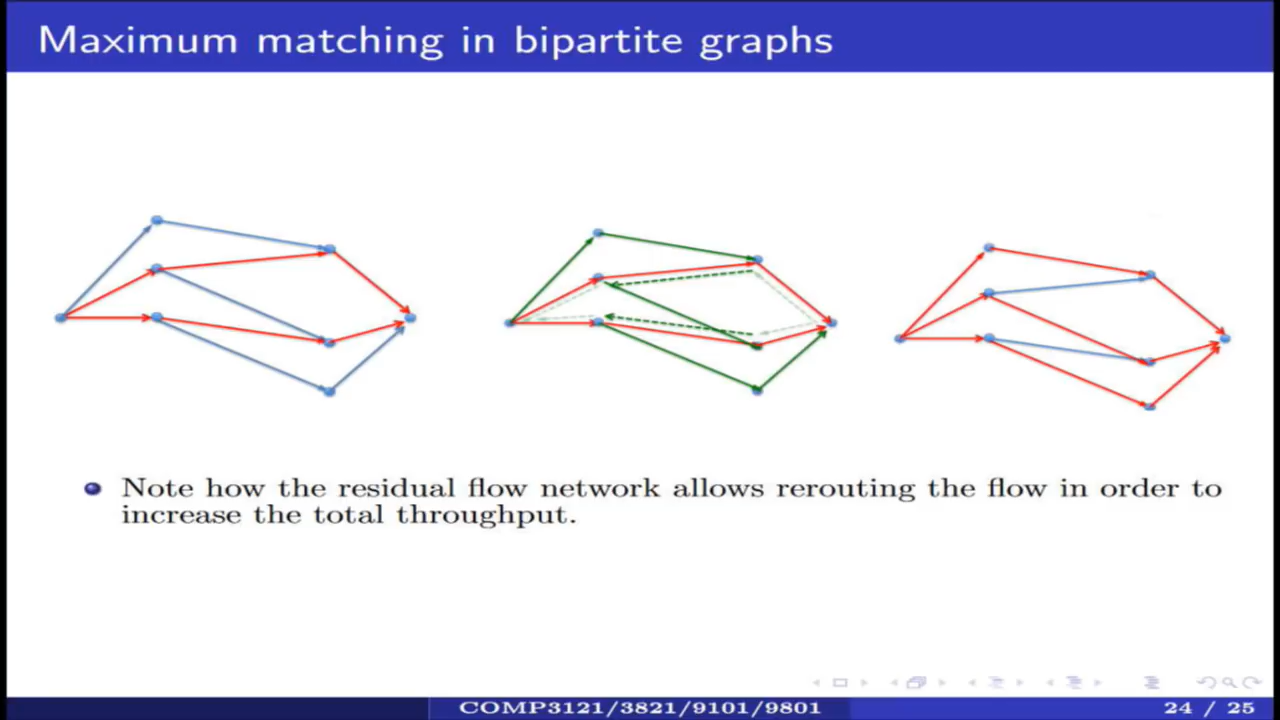 Maximum matching in bipartite graphs
Note how the residual flow network allows rerouting the flow in order to
increase the total throughput.
COMP3121/3821/9101/9801
24 / 25